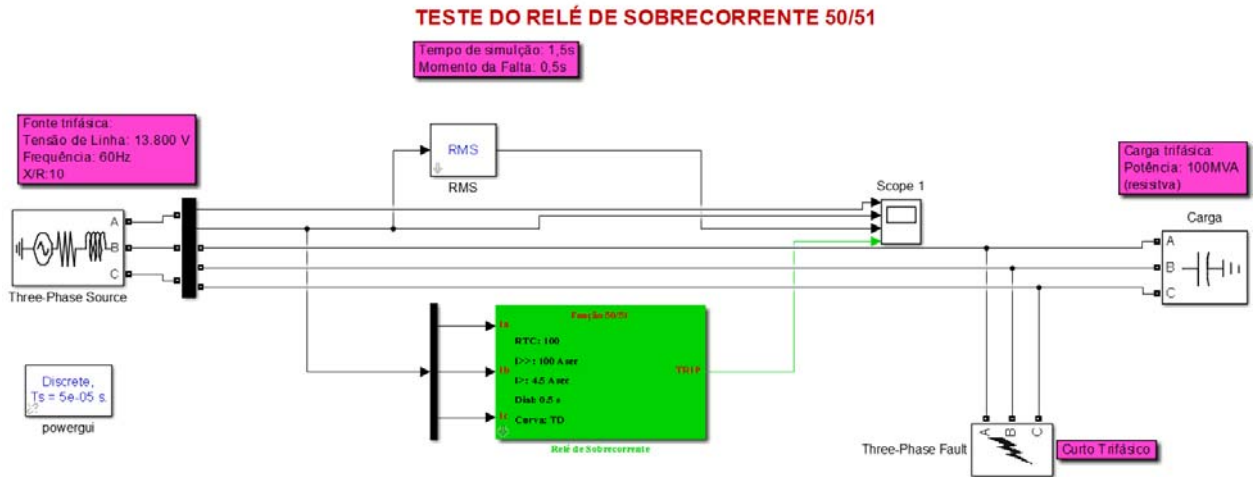 TESTE DO RELÉ DE SOBRECORRENTE 50/51
Tempo de simulção: 1,5s
Momento da Falta: 0,5s
Fonte trifásica:
Tensão de Linha: 13.800 V
Frequência: 60Hz
X/R:10
RMS
RMS
Carga trifásica:
Potência: 100MVA
(resistva)
Scope 1
Carga
A
B
C
Three-Phase Source
A
B
C
Função 50/51
Ia
RTC: 100
I>>: 100 Asec
Ib
I>: 4.5 Asec
TRIP
Dial: 0.5 s
Ic
Curva: TD
Relé de Sobrecorrente
Discrete,
Ts = 5e-05 s.
powergui
A
B
C
Three-Phase Fault
Curto Trifásico